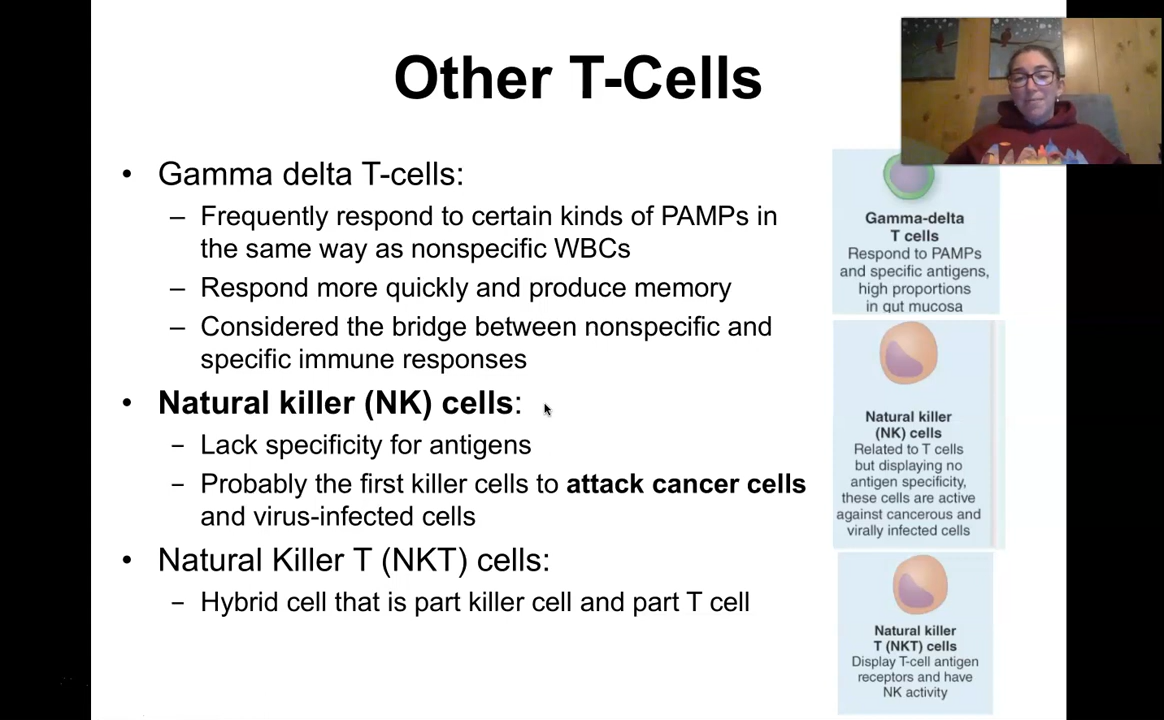 Other T-Cells
• Gamma delta T-cells:
– Frequently respond to certain kinds of PAMPs in
the same way as nonspecific WBCs
– Respond more quickly and produce memory
– Considered the bridge between nonspecific and
specific immune responses
• Natural killer (NK) cells:
– Lack specificity for antigens
– Probably the first killer cells to attack cancer cells
and virus-infected cells
• Natural Killer T (NKT) cells:
– Hybrid cell that is part killer cell and part T cell
Gamma-delta
T cells
Respond to PAMPs
and specific antigens,
high proportions
in gut mucosa
Natural killer
(NK) cells
Related to T cells
but displaying no
antigen specificity,
these cells are active
against cancerous and
virally infected cells
Natural killer
T (NKT) cells
Display T-cell antigen
receptors and have
NK activity